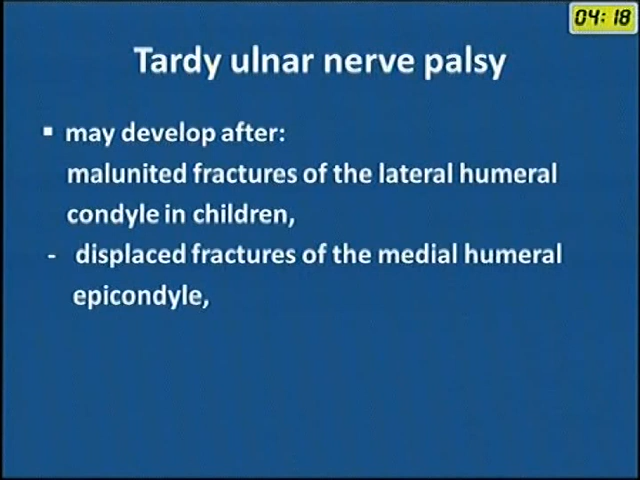 04:18
Tardy ulnar nerve palsy
▪ may develop after:
malunited fractures of the lateral humeral
condyle in children,
- displaced fractures of the medial humeral
epicondyle,